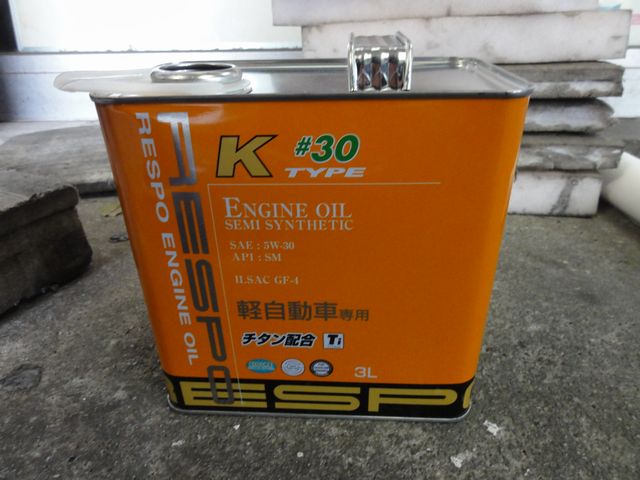 RESPO
RESPO ENGINE OIL
K #30
TYPE
ENGINE OIL
SEMI SYNTHETIC
SAE : 5W-30
API : SM
ILSAC GF-4
軽自動車専用
チタン配合 Ti
3L
RESPO